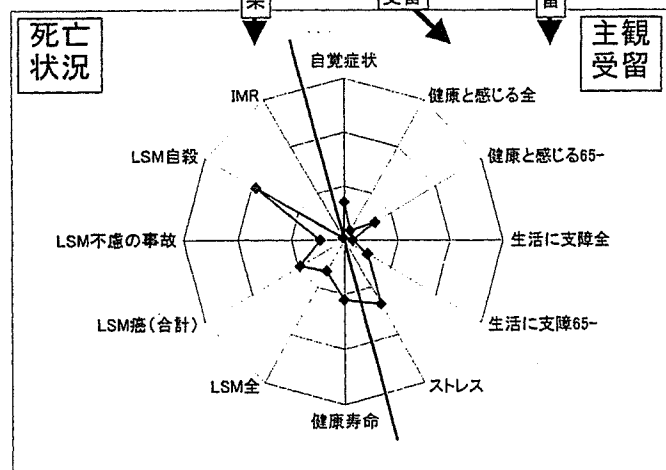 受留
留
死亡
状況
主観
受留
自覚症状
IMR
健康と感じる全
LSM自殺
健康と感じる65-
LSM不慮の事故
生活に支障全
LSM癌(合計)
生活に支障65-
LSM全
ストレス
健康寿命